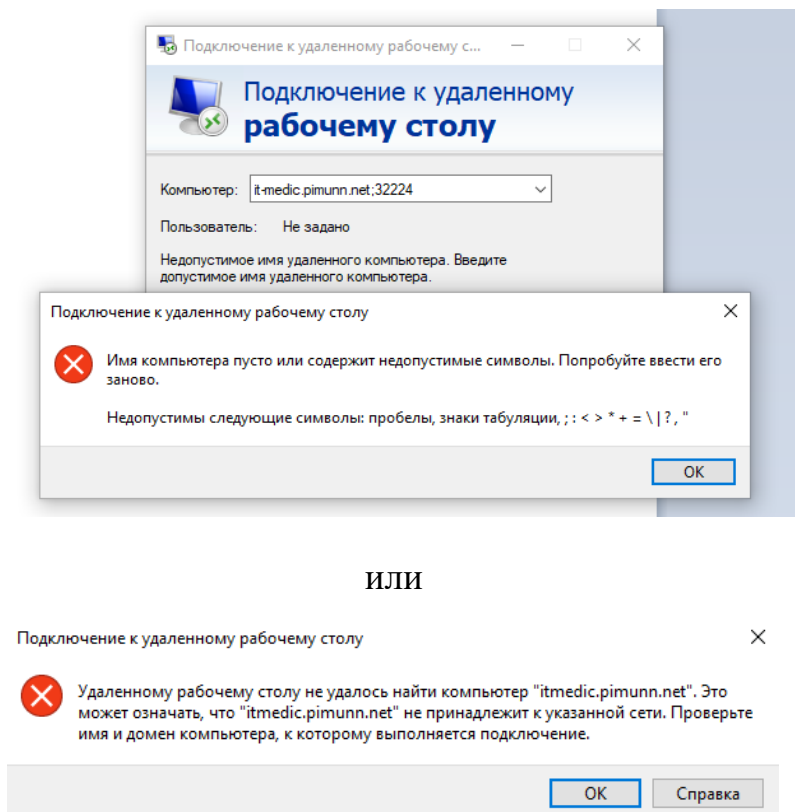 Подключение к удаленному рабочему с...
Подключение к удаленному
рабочему столу
Компьютер: it-medic.pimunn.net;32224
Пользователь: Не задано
Недопустимое имя удаленного компьютера. Введите
допустимое имя удаленного компьютера.
Подключение к удаленному рабочему столу
Имя компьютера пусто или содержит недопустимые символы. Попробуйте ввести его
заново.
Недопустимы следующие символы: пробелы, знаки табуляции, ; : < > * + = \ | ? , "
ОК
или
Подключение к удаленному рабочему столу
Удаленному рабочему столу не удалось найти компьютер "itmedic.pimunn.net". Это
может означать, что "itmedic.pimunn.net" не принадлежит к указанной сети. Проверьте
имя и домен компьютера, к которому выполняется подключение.
ОК Справка